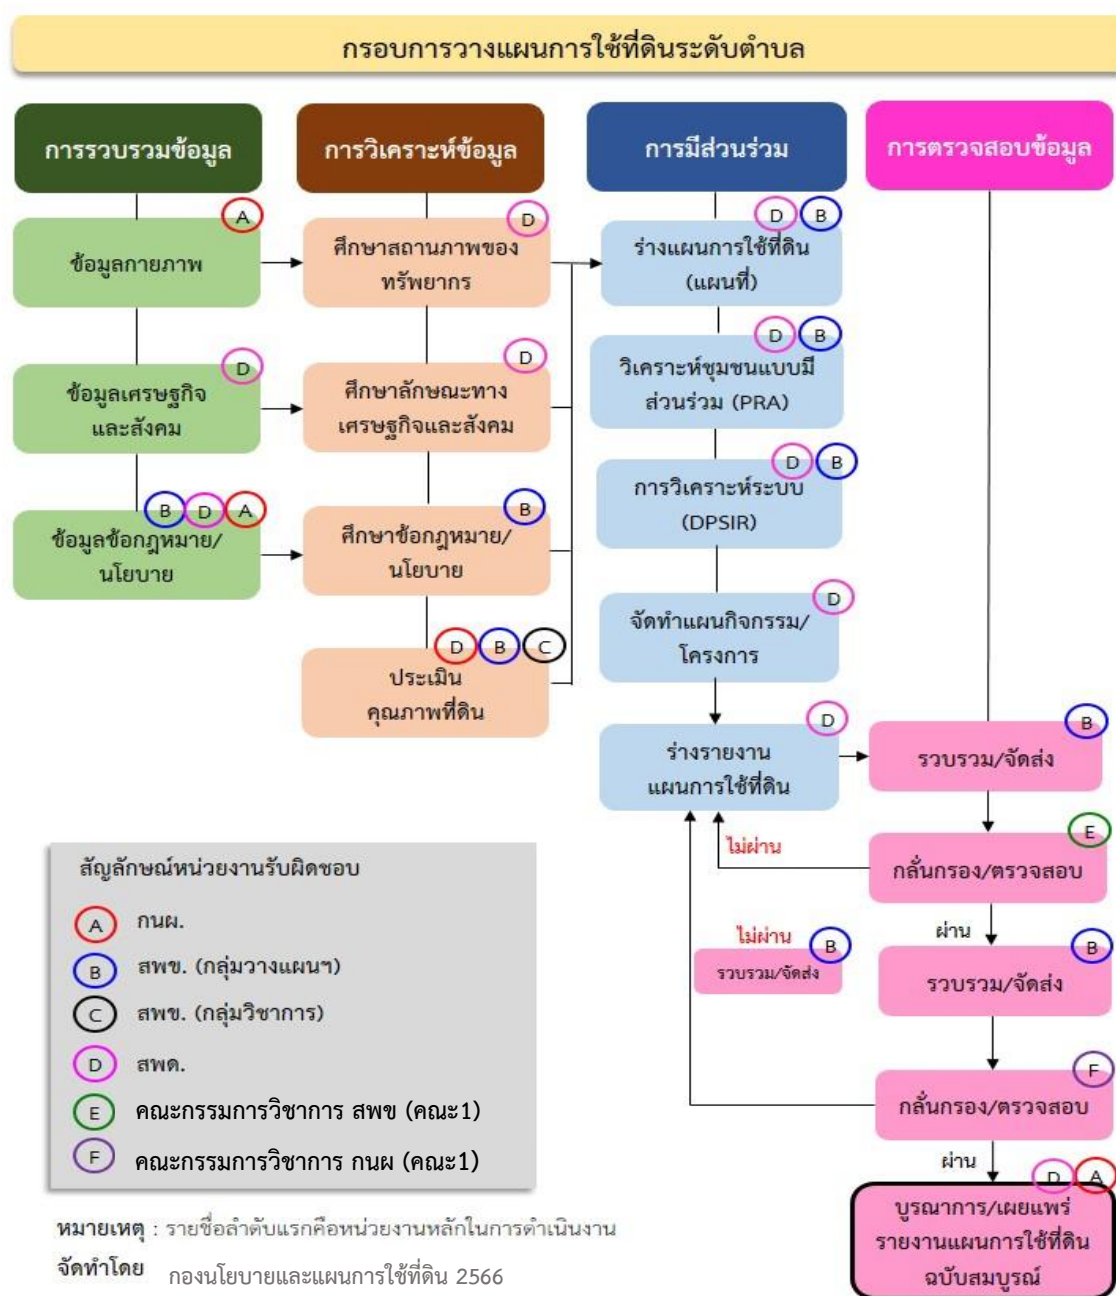 กรอบการวางแผนการใช้ที่ดินระดับตำบล
การรวบรวมข้อมูล
A
ข้อมูลกายภาพ
D
ข้อมูลเศรษฐกิจ
และสังคม
B D A
ข้อมูลข้อกฎหมาย/
นโยบาย
การวิเคราะห์ข้อมูล
D
ศึกษาสถานภาพของ
ทรัพยากร
D
ศึกษาลักษณะทาง
เศรษฐกิจและสังคม
B
ศึกษาข้อกฎหมาย/
นโยบาย
D B C
ประเมิน
คุณภาพที่ดิน
การมีส่วนร่วม
D B
ร่างแผนการใช้ที่ดิน
(แผนที่)
D B
วิเคราะห์ชุมชนแบบมี
ส่วนร่วม (PRA)
D B
การวิเคราะห์ระบบ
(DPSIR)
D
จัดทำแผนกิจกรรม/
โครงการ
D
ร่างรายงาน
แผนการใช้ที่ดิน
การตรวจสอบข้อมูล
B
รวบรวม/จัดส่ง
E
กลั่นกรอง/ตรวจสอบ
ไม่ผ่าน
ผ่าน
B
รวบรวม/จัดส่ง
ไม่ผ่าน
B
รวบรวม/จัดส่ง
F
กลั่นกรอง/ตรวจสอบ
ผ่าน
D A
บูรณาการ/เผยแพร่
รายงานแผนการใช้ที่ดิน
ฉบับสมบูรณ์
สัญลักษณ์หน่วยงานรับผิดชอบ
A กนผ.
B สพข. (กลุ่มวางแผนฯ)
C สพข. (กลุ่มวิชาการ)
D สพด.
E คณะกรรมการวิชาการ สพข (คณะ1)
F คณะกรรมการวิชาการ กนผ (คณะ1)
หมายเหตุ : รายชื่อลำดับแรกคือหน่วยงานหลักในการดำเนินงาน
จัดทำโดย กองนโยบายและแผนการใช้ที่ดิน 2566